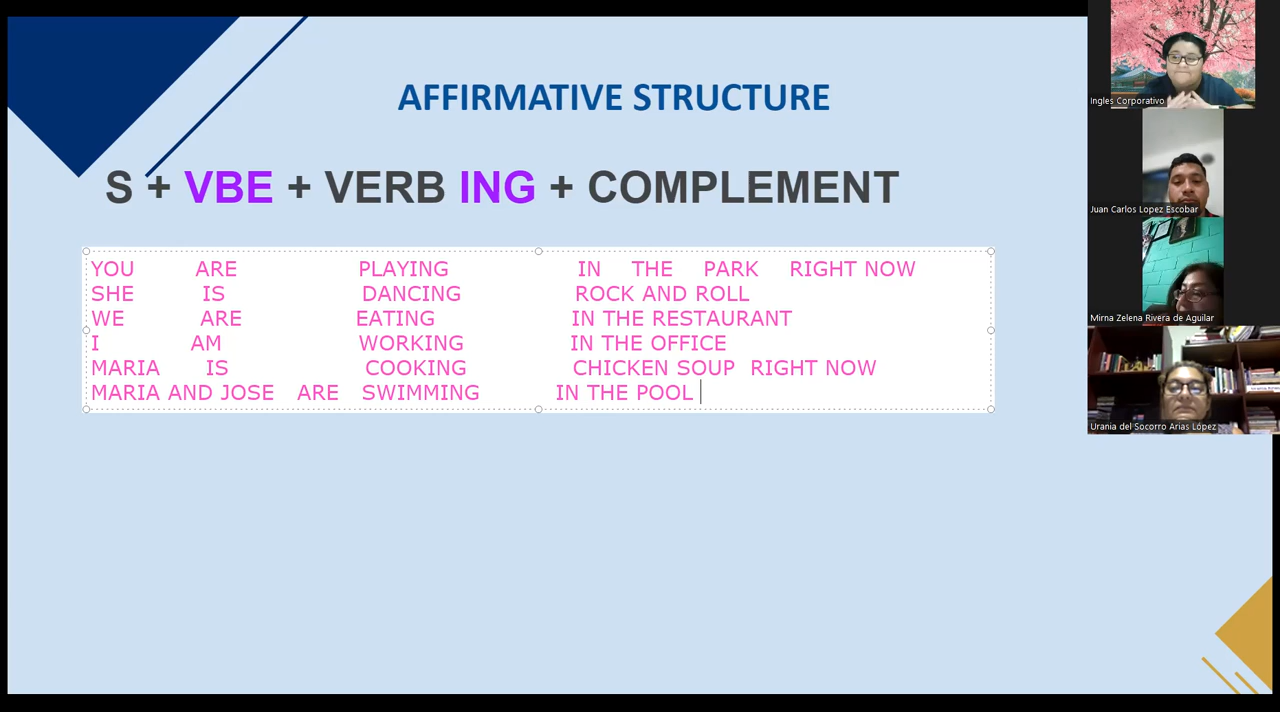 AFFIRMATIVE STRUCTURE
S + VBE + VERB ING + COMPLEMENT
YOU ARE PLAYING IN THE PARK RIGHT NOW
SHE IS DANCING ROCK AND ROLL
WE ARE EATING IN THE RESTAURANT
I AM WORKING IN THE OFFICE
MARIA IS COOKING CHICKEN SOUP RIGHT NOW
MARIA AND JOSE ARE SWIMMING IN THE POOL
Ingles Corporativo
Juan Carlos Lopez Escobar
Mirna Zelena Rivera de Aguilar
Urania del Socorro Arias López